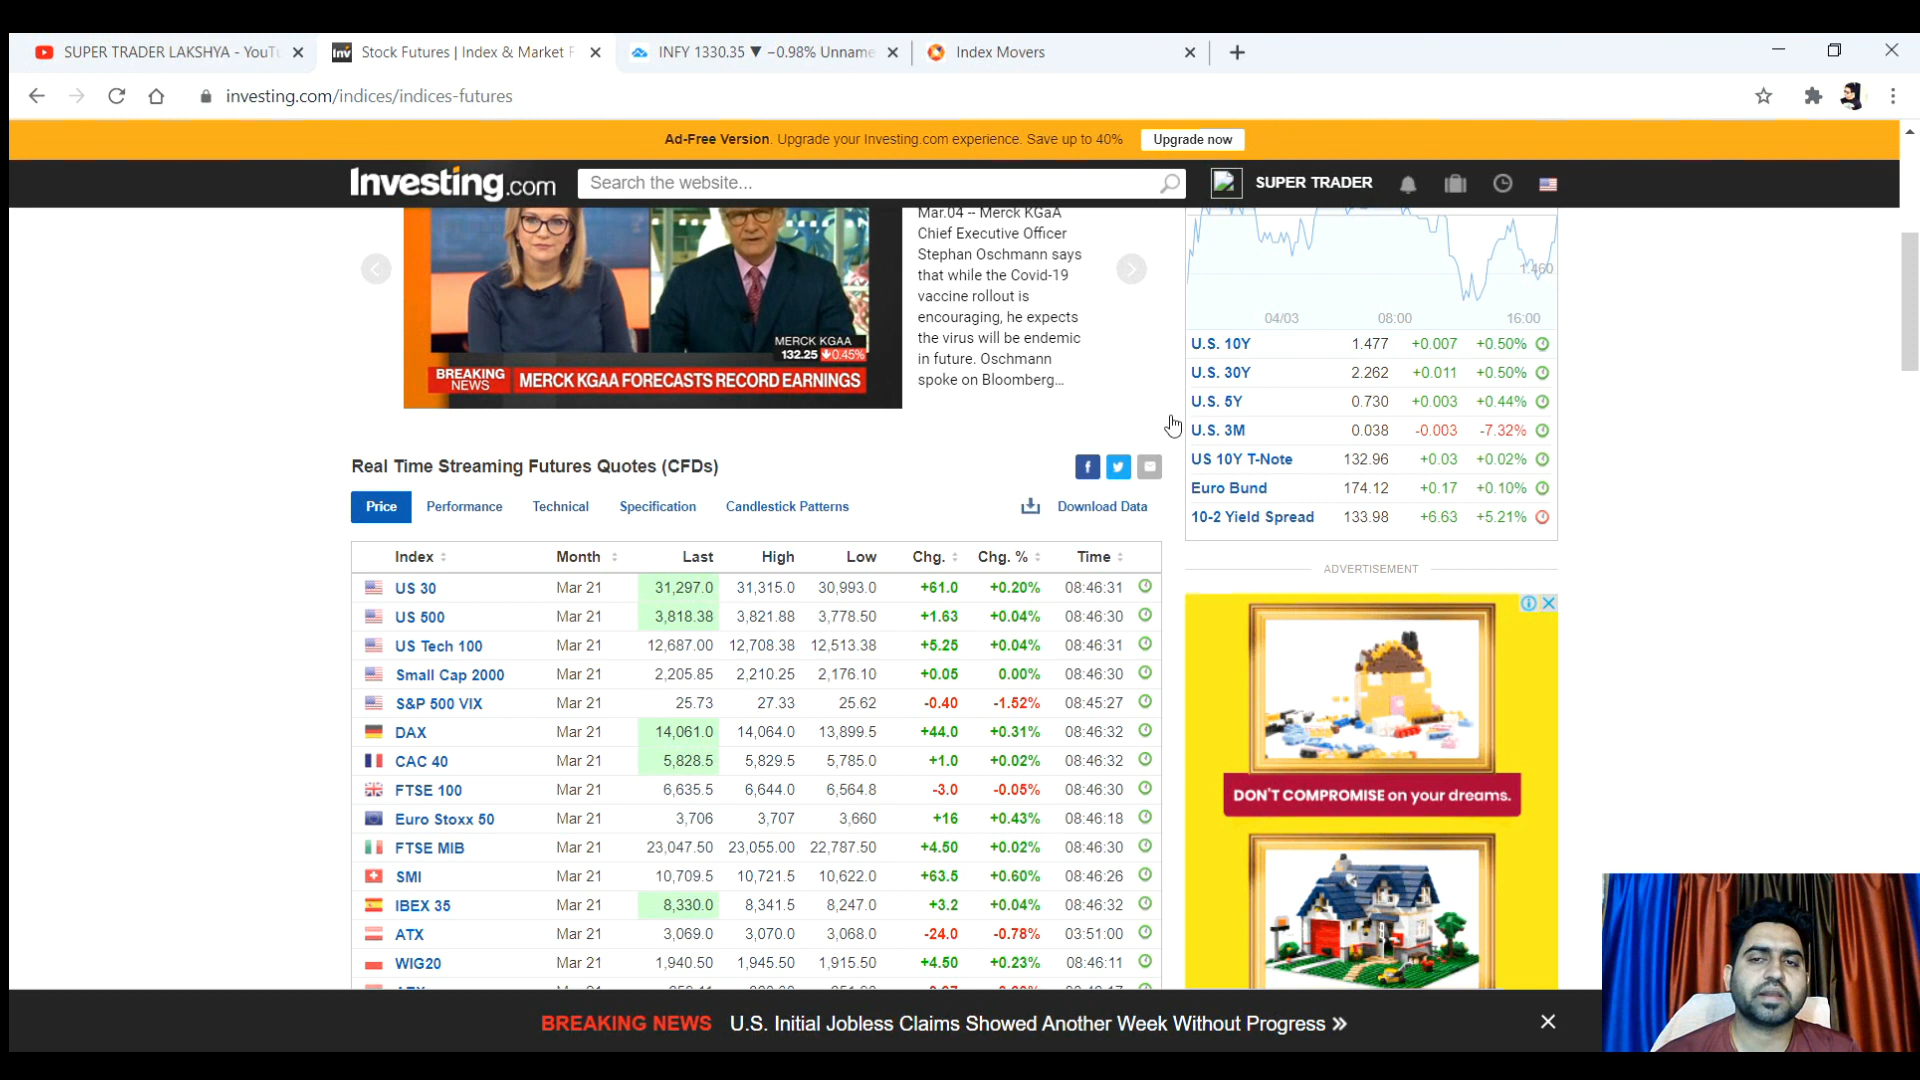 SUPER TRADER LAKSHYA - YouTu
Stock Futures | Index & Market F
INFY 1330.35 ▼ −0.98% Unname
Index Movers
investing.com/indices/indices-futures
Ad-Free Version. Upgrade your Investing.com experience. Save up to 40% Upgrade now
Investing.com
Search the website...
SUPER TRADER
Mar.04 -- Merck KGaA
Chief Executive Officer
Stephan Oschmann says
that while the Covid-19
vaccine rollout is
encouraging, he expects
the virus will be endemic
in future. Oschmann
spoke on Bloomberg...
MERCK KGAA
132.25 0.45%
BREAKING NEWS MERCK KGAA FORECASTS RECORD EARNINGS
1.460
04/03 08:00 16:00
U.S. 10Y 1.477 +0.007 +0.50%
U.S. 30Y 2.262 +0.011 +0.50%
U.S. 5Y 0.730 +0.003 +0.44%
U.S. 3M 0.038 -0.003 -7.32%
US 10Y T-Note 132.96 +0.03 +0.02%
Euro Bund 174.12 +0.17 +0.10%
10-2 Yield Spread 133.98 +6.63 +5.21%
Real Time Streaming Futures Quotes (CFDs)
Price Performance Technical Specification Candlestick Patterns Download Data
Index Month Last High Low Chg. Chg. % Time
US 30 Mar 21 31,297.0 31,315.0 30,993.0 +61.0 +0.20% 08:46:31
US 500 Mar 21 3,818.38 3,821.88 3,778.50 +1.63 +0.04% 08:46:30
US Tech 100 Mar 21 12,687.00 12,708.38 12,513.38 +5.25 +0.04% 08:46:31
Small Cap 2000 Mar 21 2,205.85 2,210.25 2,176.10 +0.05 0.00% 08:46:30
S&P 500 VIX Mar 21 25.73 27.33 25.62 -0.40 -1.52% 08:45:27
DAX Mar 21 14,061.0 14,064.0 13,899.5 +44.0 +0.31% 08:46:32
CAC 40 Mar 21 5,828.5 5,829.5 5,785.0 +1.0 +0.02% 08:46:32
FTSE 100 Mar 21 6,635.5 6,644.0 6,564.8 -3.0 -0.05% 08:46:30
Euro Stoxx 50 Mar 21 3,706 3,707 3,660 +16 +0.43% 08:46:18
FTSE MIB Mar 21 23,047.50 23,055.00 22,787.50 +4.50 +0.02% 08:46:30
SMI Mar 21 10,709.5 10,721.5 10,622.0 +63.5 +0.60% 08:46:26
IBEX 35 Mar 21 8,330.0 8,341.5 8,247.0 +3.2 +0.04% 08:46:32
ATX Mar 21 3,069.0 3,070.0 3,068.0 -24.0 -0.78% 03:51:00
WIG20 Mar 21 1,940.50 1,945.50 1,915.50 +4.50 +0.23% 08:46:11
ADVERTISEMENT
DON'T COMPROMISE on your dreams.
BREAKING NEWS U.S. Initial Jobless Claims Showed Another Week Without Progress »